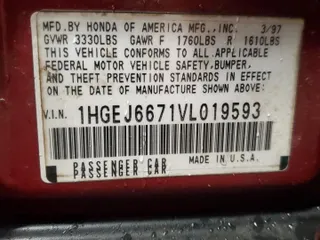 MFD. BY HONDA OF AMERICA MFG., INC. 3/97
GVWR 3330LBS GAWR F 1760LBS R 1610LBS
THIS VEHICLE CONFORMS TO ALL APPLICABLE
FEDERAL MOTOR VEHICLE SAFETY, BUMPER,
AND THEFT PREVENTION STANDARDS IN EFFECT
ON THE DATE OF MANUFACTURE SHOWN ABOVE.
V.I.N. 1HGEJ6671VL019593
PASSENGER CAR MADE IN U.S.A.
PASSENGER CAR